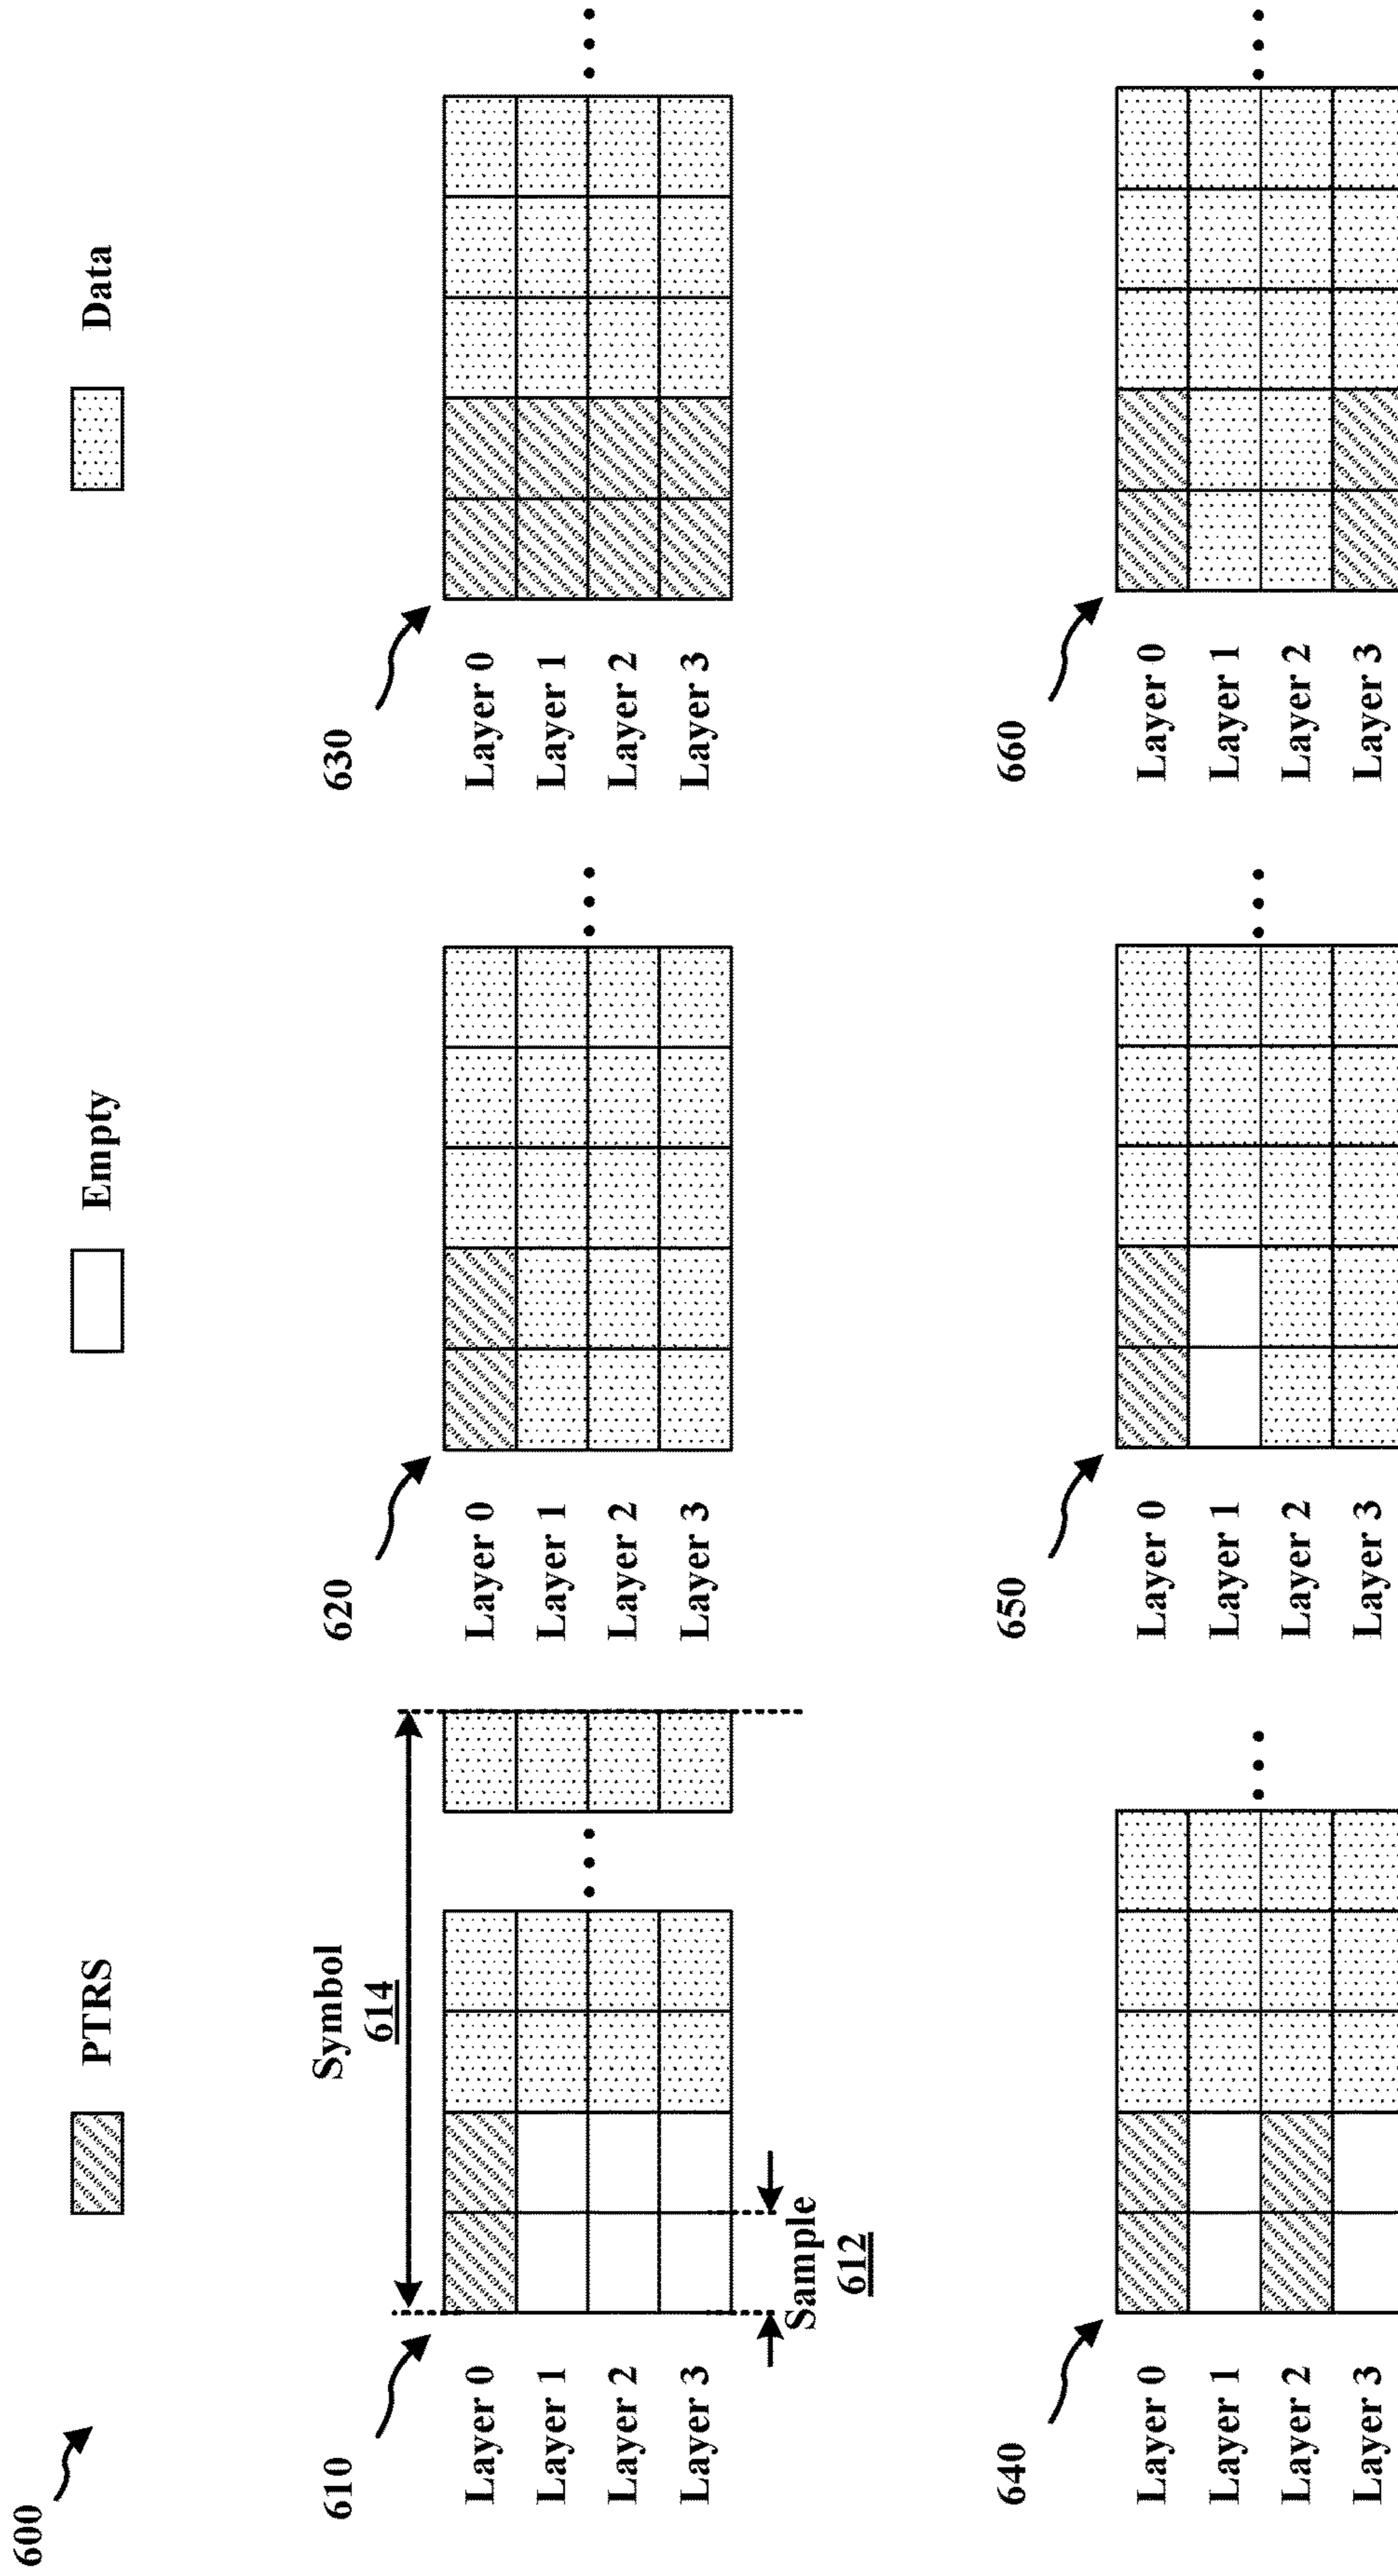 600
PTRS
Empty
Data
610
Symbol
614
Layer 0
Layer 1
Layer 2
Layer 3
Sample
612
620
Layer 0
Layer 1
Layer 2
Layer 3
630
Layer 0
Layer 1
Layer 2
Layer 3
640
Layer 0
Layer 1
Layer 2
Layer 3
650
Layer 0
Layer 1
Layer 2
Layer 3
660
Layer 0
Layer 1
Layer 2
Layer 3